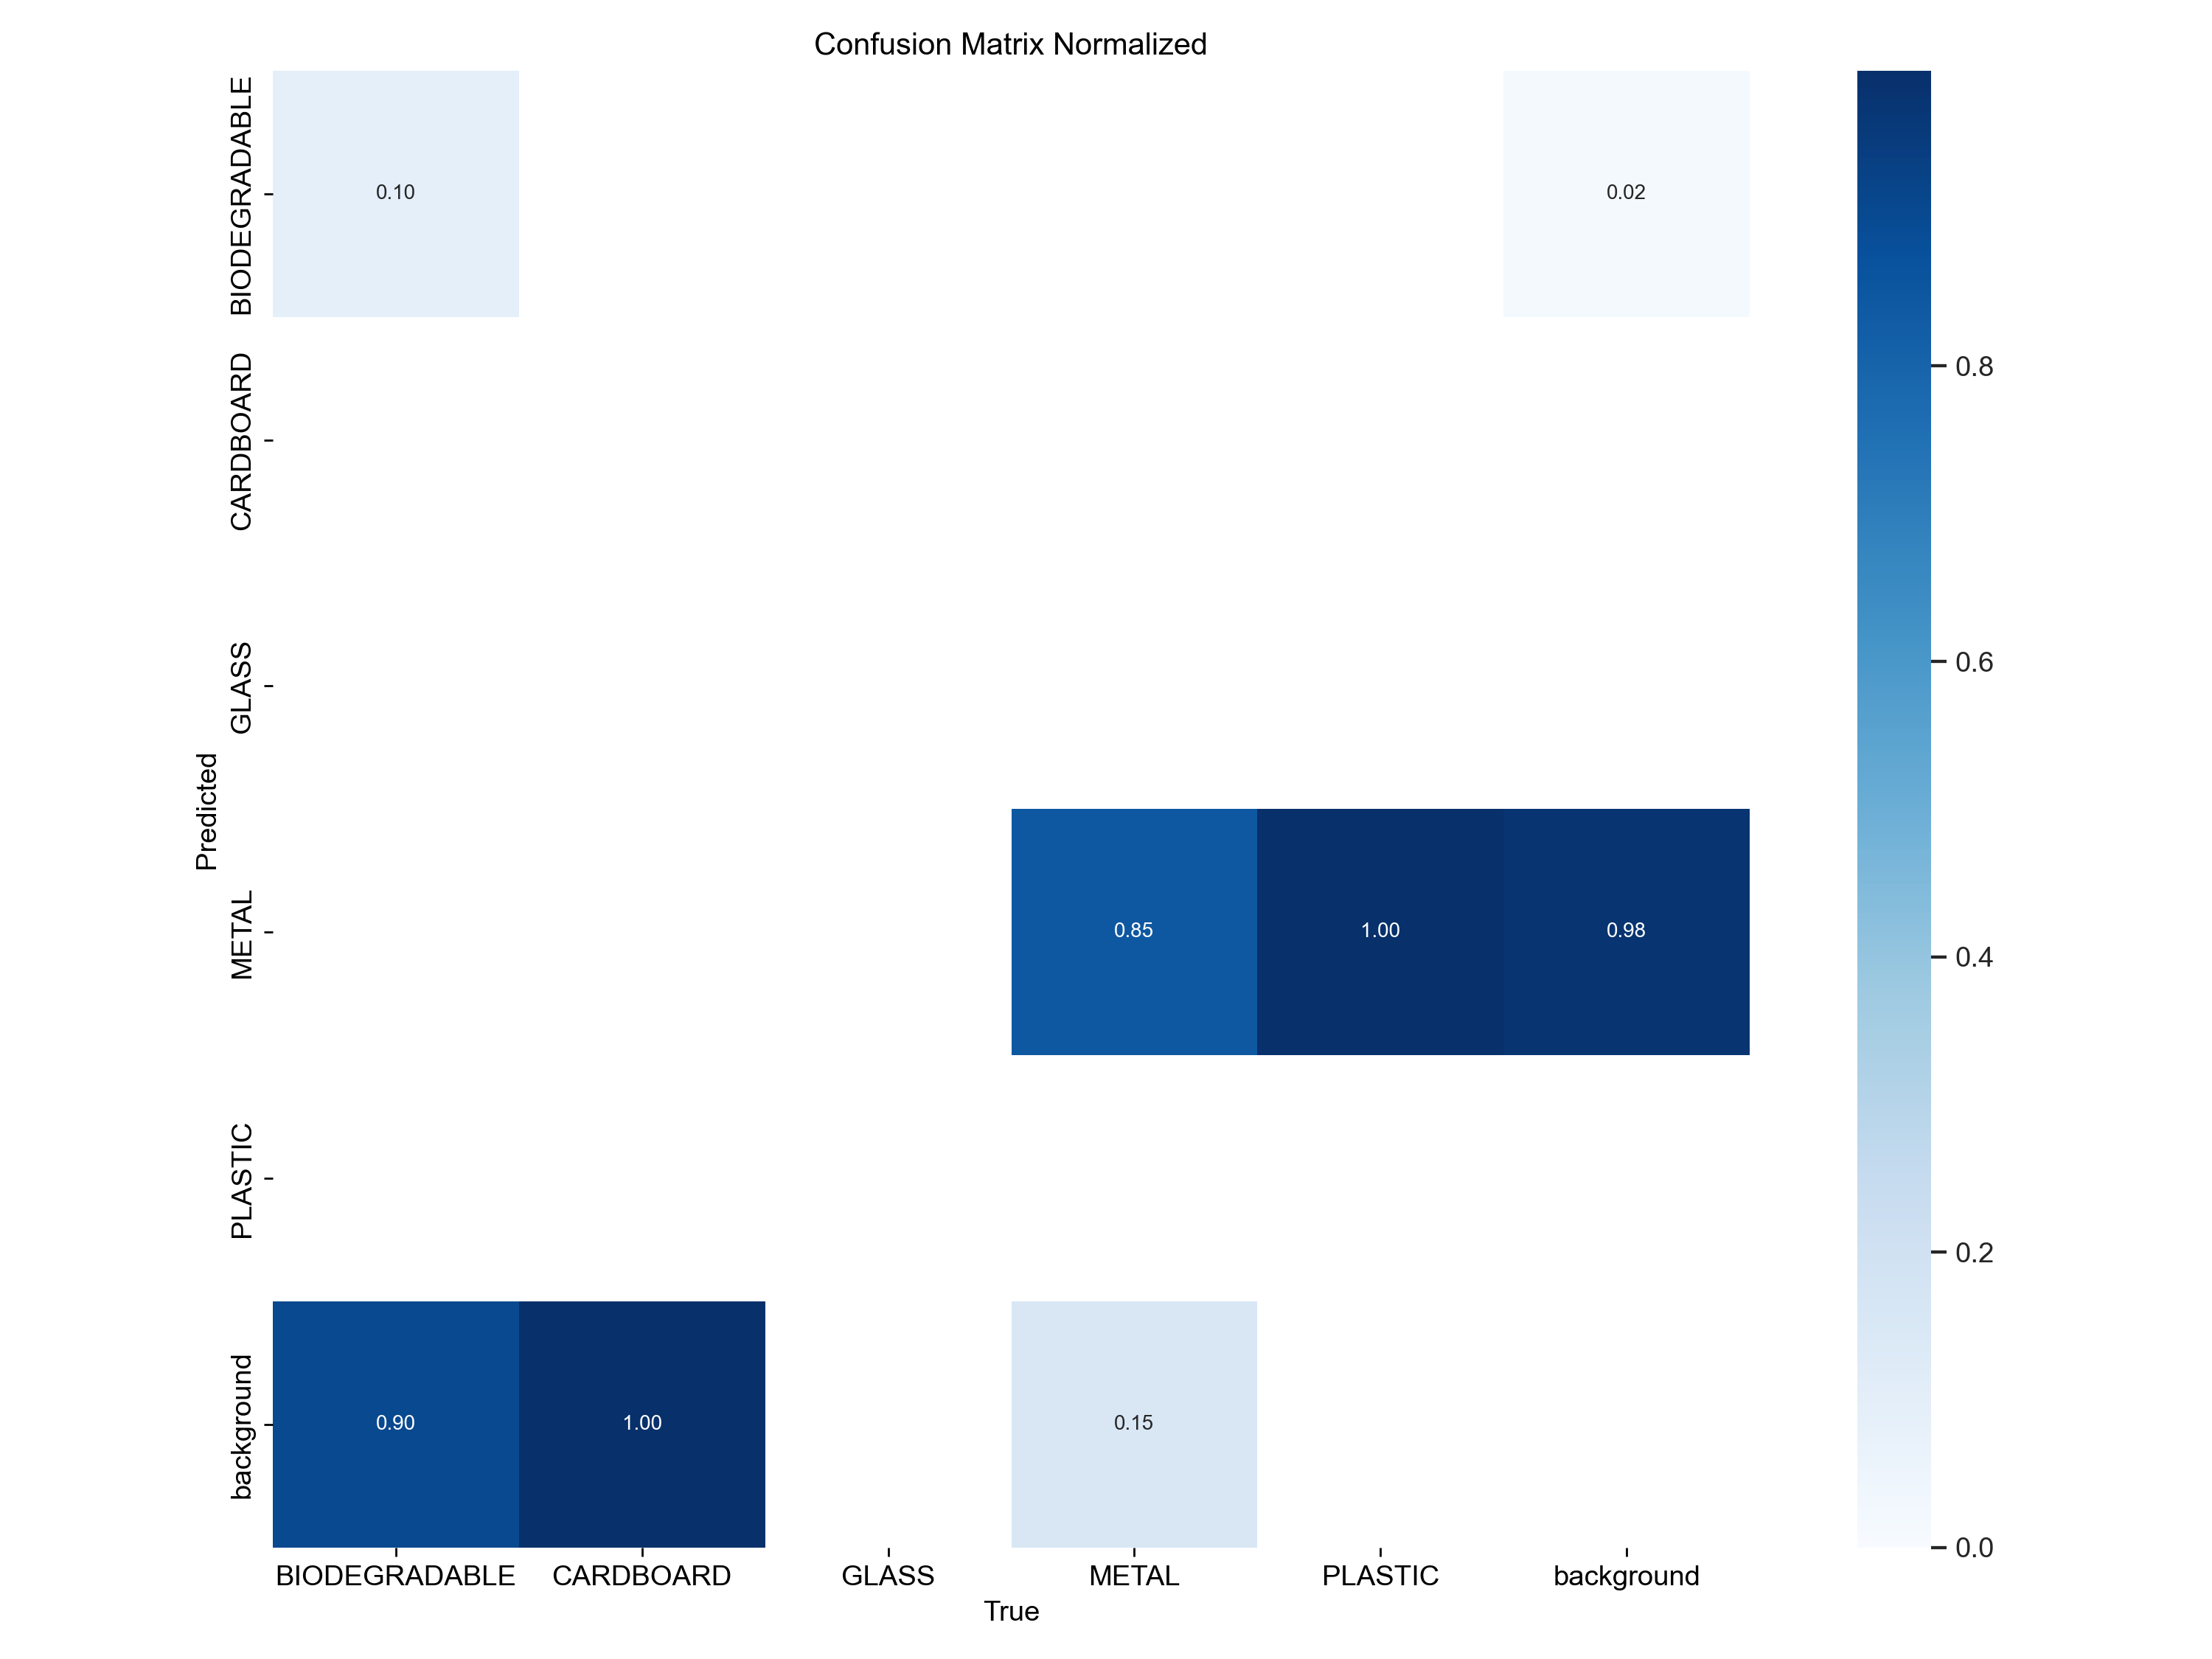 Confusion Matrix Normalized
BIODEGRADABLE
CARDBOARD
GLASS
METAL
PLASTIC
background
Predicted
0.10
0.02
0.85
1.00
0.98
0.90
1.00
0.15
BIODEGRADABLE
CARDBOARD
GLASS
METAL
PLASTIC
background
True
0.8
0.6
0.4
0.2
0.0